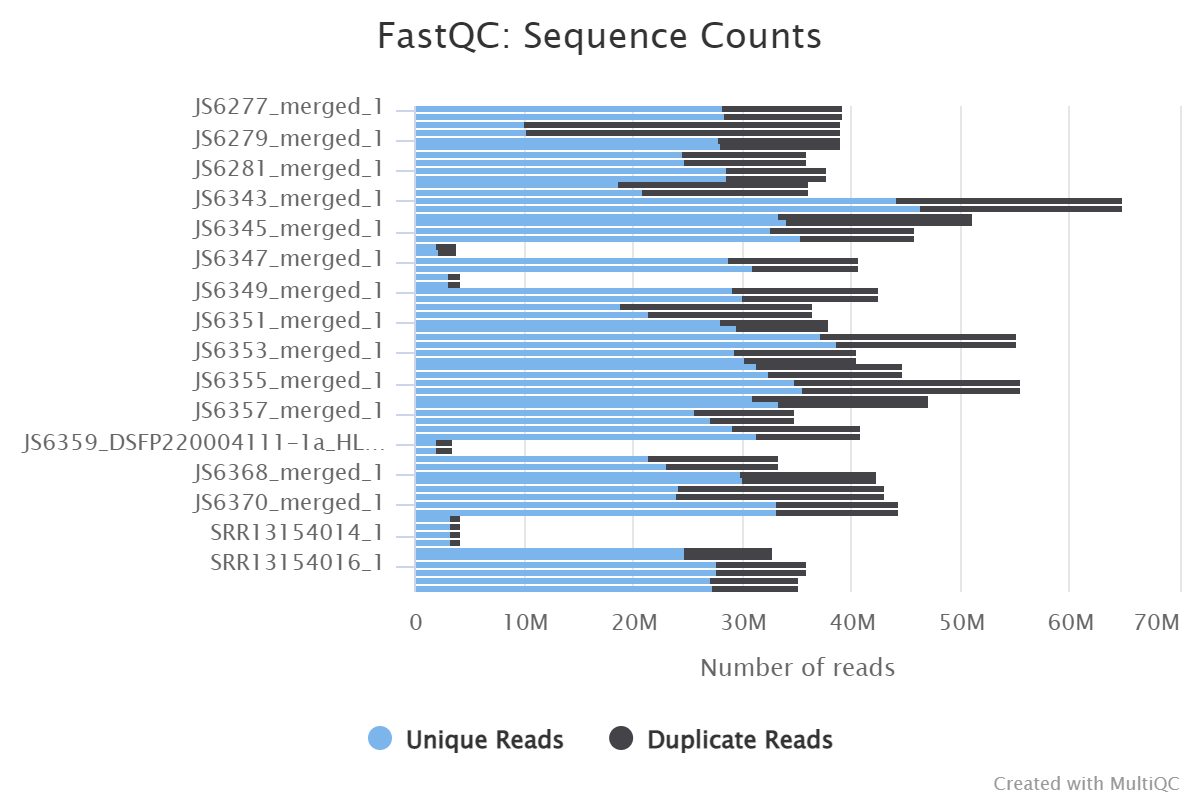 FastQC: Sequence Counts
JS6277_merged_1
JS6279_merged_1
JS6281_merged_1
JS6343_merged_1
JS6345_merged_1
JS6347_merged_1
JS6349_merged_1
JS6351_merged_1
JS6353_merged_1
JS6355_merged_1
JS6357_merged_1
JS6359_DSFP220004111-1a_HL...
JS6368_merged_1
JS6370_merged_1
SRR13154014_1
SRR13154016_1
0 10M 20M 30M 40M 50M 60M 70M
Number of reads
Unique Reads Duplicate Reads
Created with MultiQC